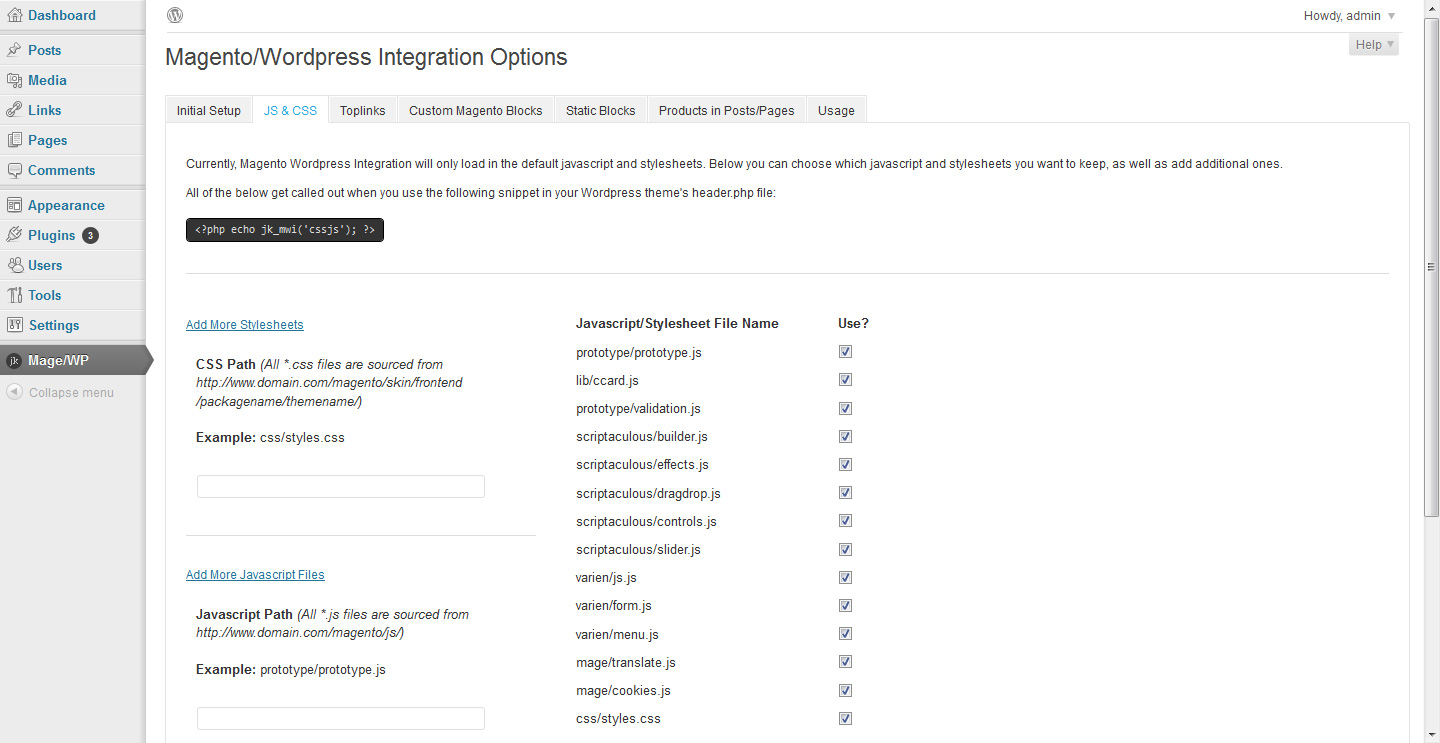 Dashboard
Posts
Media
Links
Pages
Comments
Appearance
Plugins 3
Users
Tools
Settings
jk Mage/WP
Collapse menu
Howdy, admin
Help
Magento/Wordpress Integration Options
Initial Setup JS & CSS Toplinks Custom Magento Blocks Static Blocks Products in Posts/Pages Usage
Currently, Magento Wordpress Integration will only load in the default javascript and stylesheets. Below you can choose which javascript and stylesheets you want to keep, as well as add additional ones.
All of the below get called out when you use the following snippet in your Wordpress theme's header.php file:
<?php echo jk_mwi('cssjs'); ?>
Add More Stylesheets
CSS Path (All *.css files are sourced from
http://www.domain.com/magento/skin/frontend
/packagename/themename/)
Example: css/styles.css
Add More Javascript Files
Javascript Path (All *.js files are sourced from
http://www.domain.com/magento/js/)
Example: prototype/prototype.js
Javascript/Stylesheet File Name Use?
prototype/prototype.js
lib/ccard.js
prototype/validation.js
scriptaculous/builder.js
scriptaculous/effects.js
scriptaculous/dragdrop.js
scriptaculous/controls.js
scriptaculous/slider.js
varien/js.js
varien/form.js
varien/menu.js
mage/translate.js
mage/cookies.js
css/styles.css